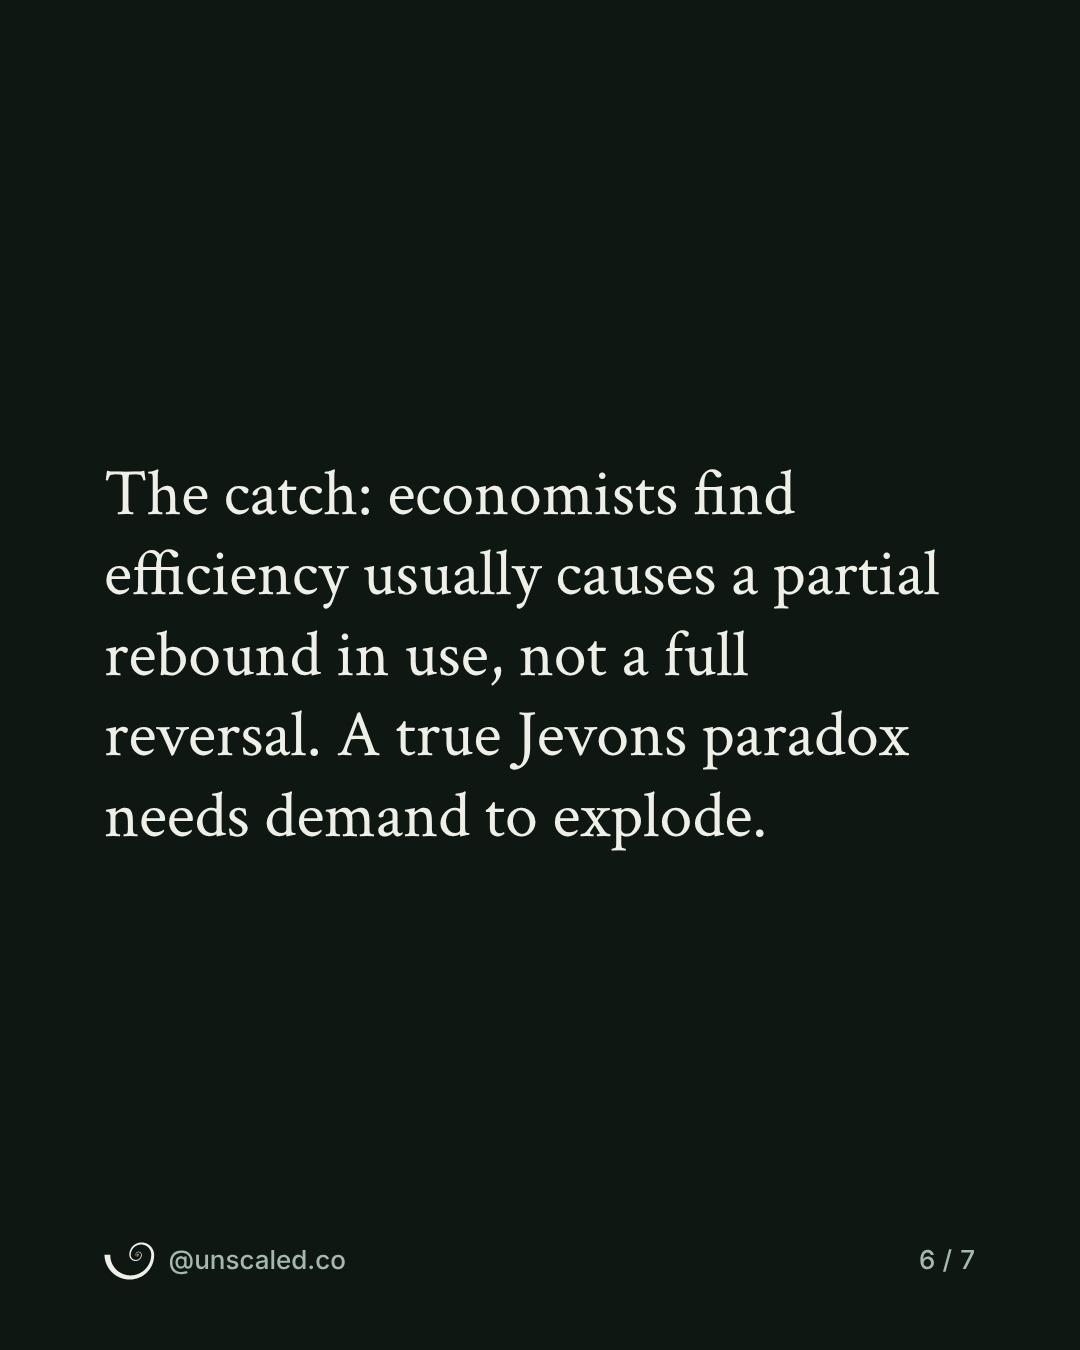 The catch: economists find
efficiency usually causes a partial
rebound in use, not a full
reversal. A true Jevons paradox
needs demand to explode.
@unscaled.co
6 / 7